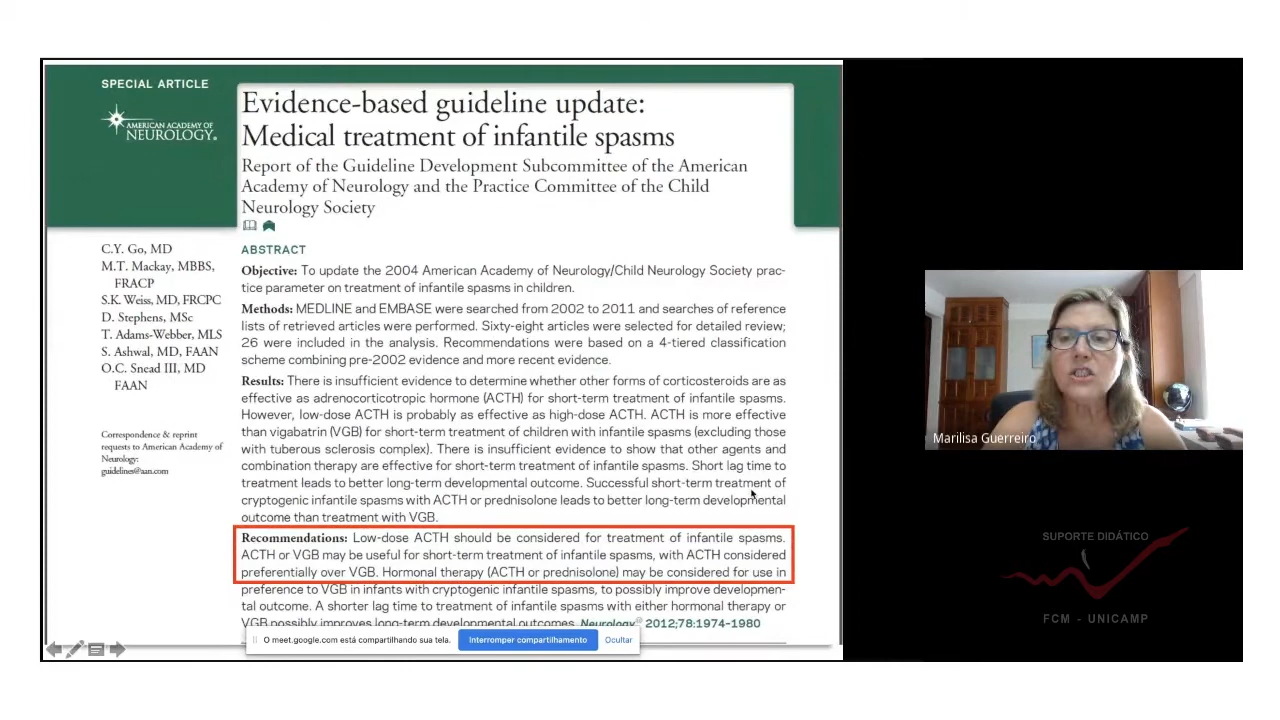 SPECIAL ARTICLE
AMERICAN ACADEMY OF
NEUROLOGY®
Evidence-based guideline update:
Medical treatment of infantile spasms
Report of the Guideline Development Subcommittee of the American
Academy of Neurology and the Practice Committee of the Child
Neurology Society
C.Y. Go, MD
M.T. Mackay, MBBS,
FRACP
S.K. Weiss, MD, FRCPC
D. Stephens, MSc
T. Adams-Webber, MLS
S. Ashwal, MD, FAAN
O.C. Snead III, MD
FAAN
Correspondence & reprint
requests to American Academy of
Neurology:
guidelines@aan.com
ABSTRACT
Objective: To update the 2004 American Academy of Neurology/Child Neurology Society prac-
tice parameter on treatment of infantile spasms in children.
Methods: MEDLINE and EMBASE were searched from 2002 to 2011 and searches of reference
lists of retrieved articles were performed. Sixty-eight articles were selected for detailed review;
26 were included in the analysis. Recommendations were based on a 4-tiered classification
scheme combining pre-2002 evidence and more recent evidence.
Results: There is insufficient evidence to determine whether other forms of corticosteroids are as
effective as adrenocorticotropic hormone (ACTH) for short-term treatment of infantile spasms.
However, low-dose ACTH is probably as effective as high-dose ACTH. ACTH is more effective
than vigabatrin (VGB) for short-term treatment of children with infantile spasms (excluding those
with tuberous sclerosis complex). There is insufficient evidence to show that other agents and
combination therapy are effective for short-term treatment of infantile spasms. Short lag time to
treatment leads to better long-term developmental outcome. Successful short-term treatment of
cryptogenic infantile spasms with ACTH or prednisolone leads to better long-term developmental
outcome than treatment with VGB.
Recommendations: Low-dose ACTH should be considered for treatment of infantile spasms.
ACTH or VGB may be useful for short-term treatment of infantile spasms, with ACTH considered
preferentially over VGB. Hormonal therapy (ACTH or prednisolone) may be considered for use in
preference to VGB in infants with cryptogenic infantile spasms, to possibly improve developmen-
tal outcome. A shorter lag time to treatment of infantile spasms with either hormonal therapy or
VGB possibly improves long-term developmental outcomes. Neurology® 2012;78:1974-1980
O meet.google.com está compartilhando sua tela.
Interromper compartilhamento
Ocultar
Marilisa Guerreiro
SUPORTE DIDÁTICO
FCM - UNICAMP